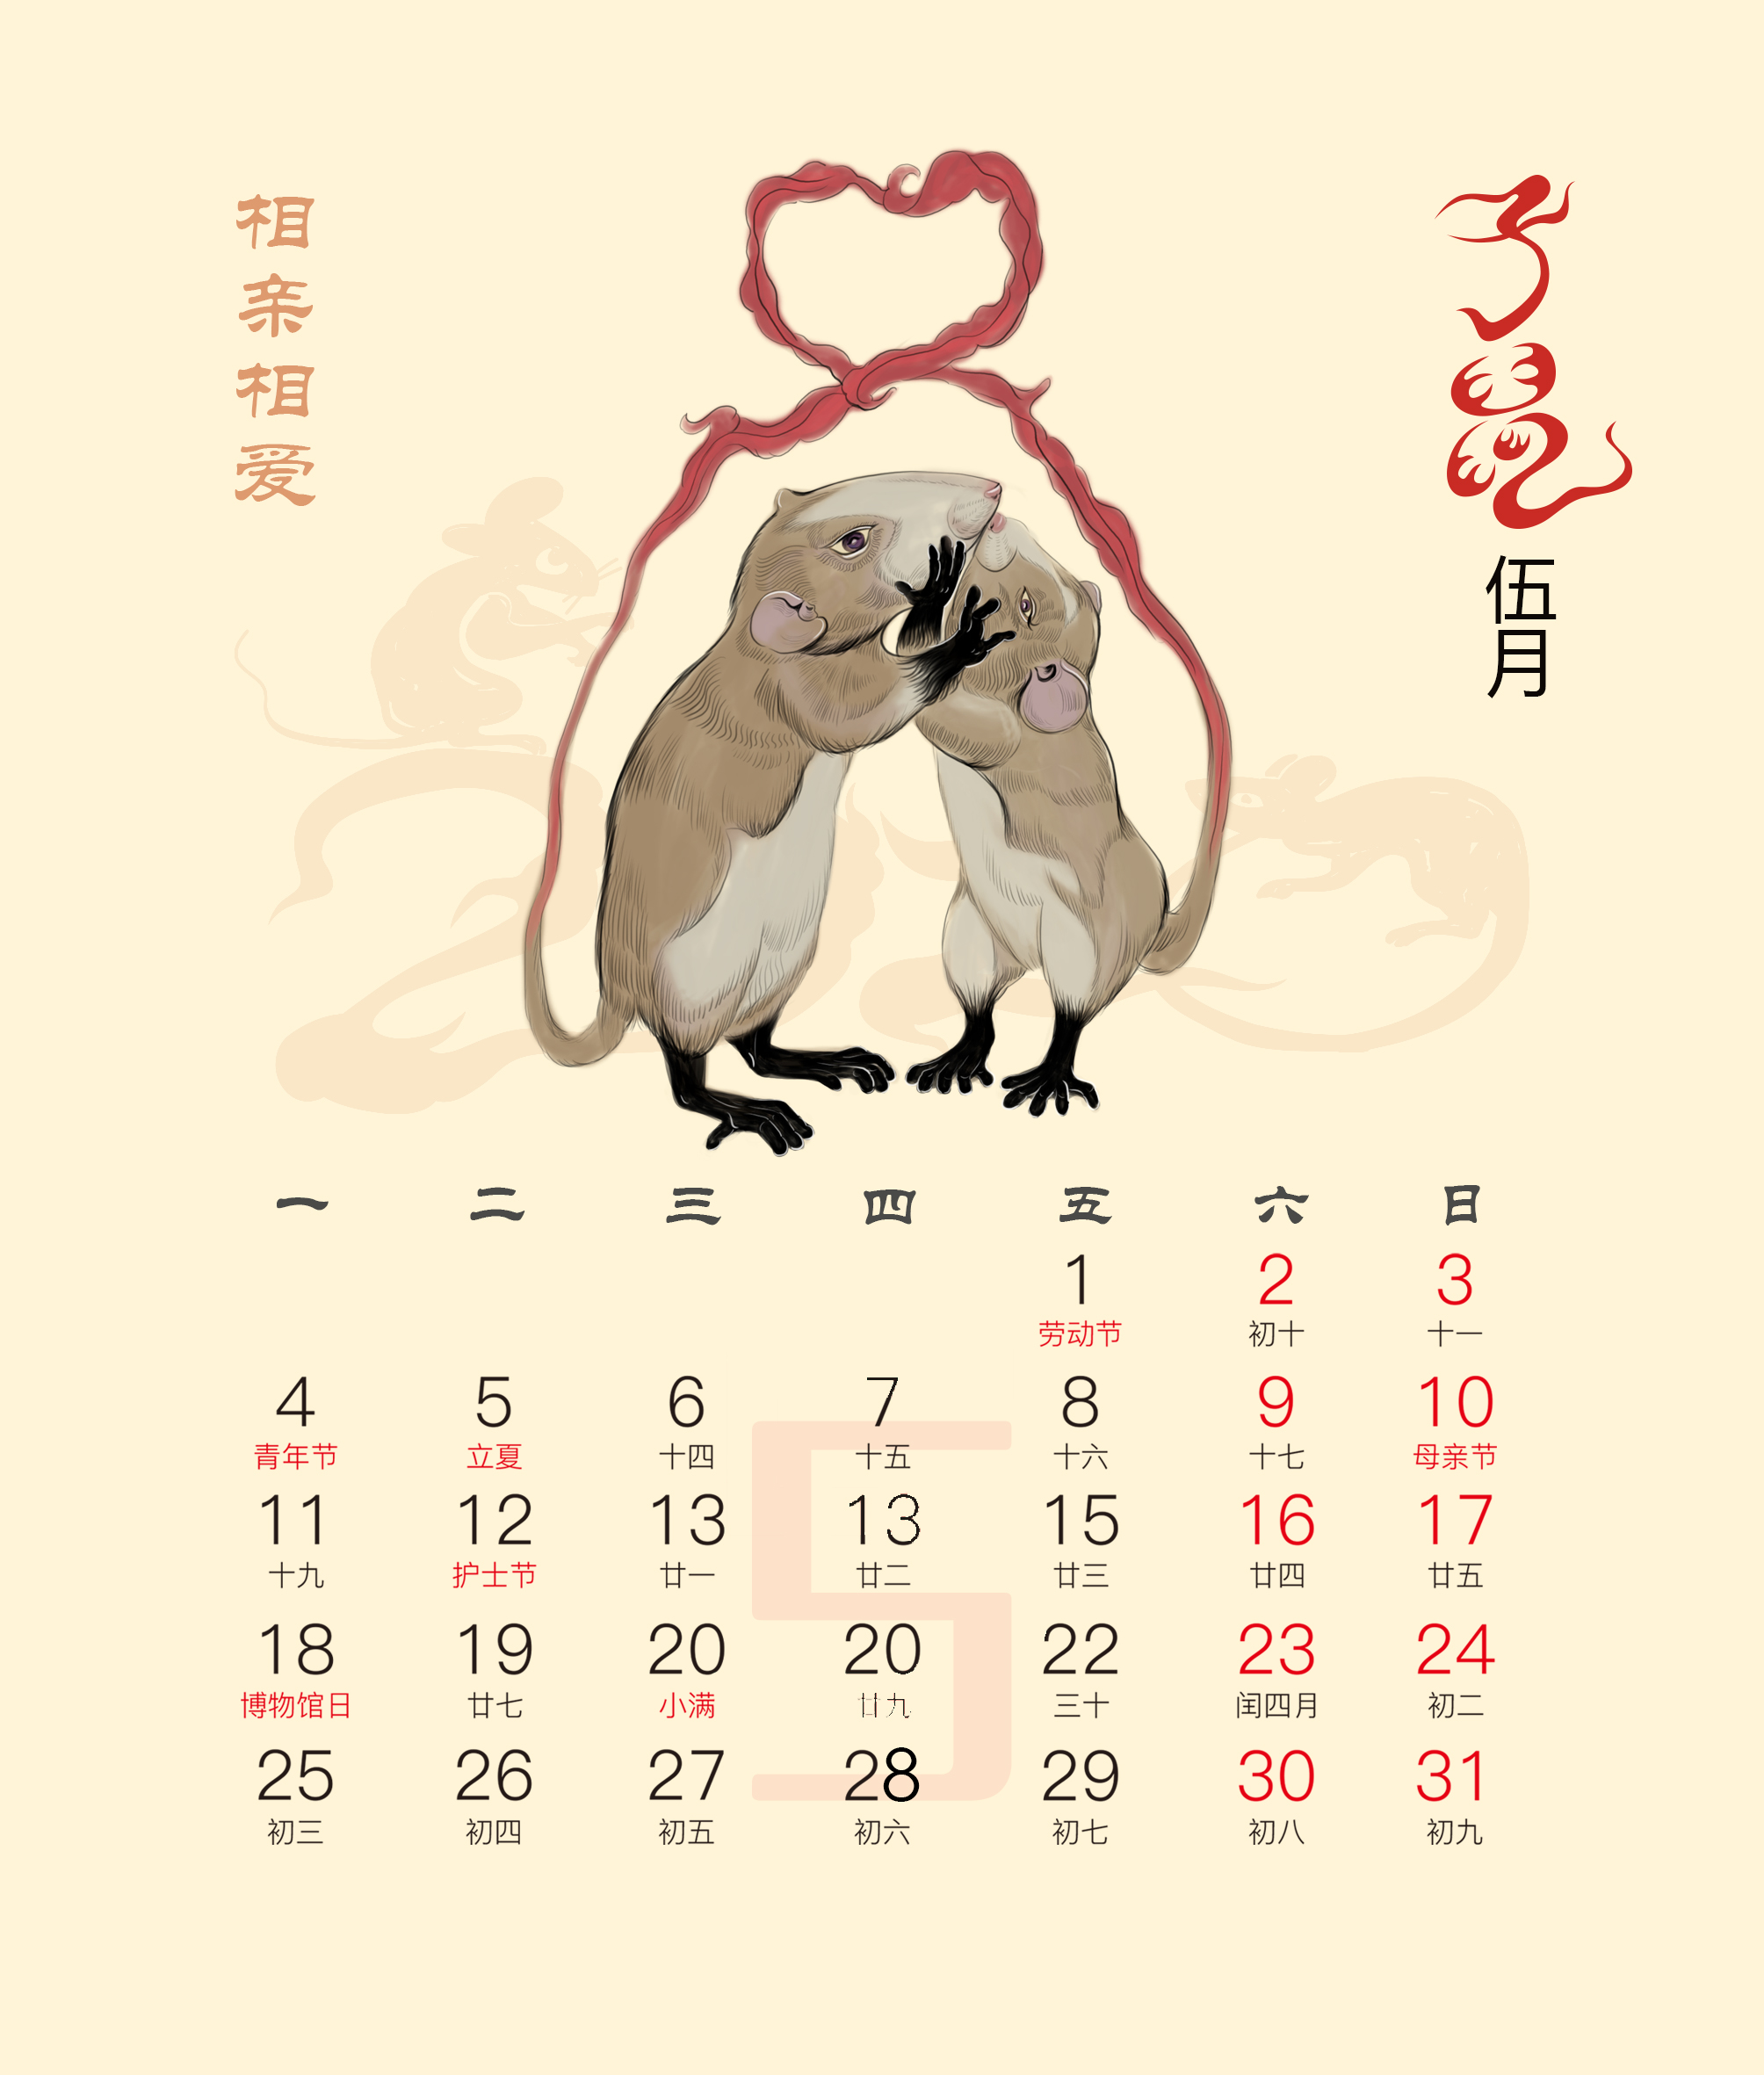 相亲相爱
子鼠
伍月
一 二 三 四 五 六 日
1 2 3
劳动节 初十 十一
4 5 6 7 8 9 10
青年节 立夏 十四 十五 十六 十七 母亲节
11 12 13 13 15 16 17
十九 护士节 廿一 廿二 廿三 廿四 廿五
18 19 20 20 22 23 24
博物馆日 廿七 小满 廿九 三十 闰四月 初二
25 26 27 28 29 30 31
初三 初四 初五 初六 初七 初八 初九
5
2020